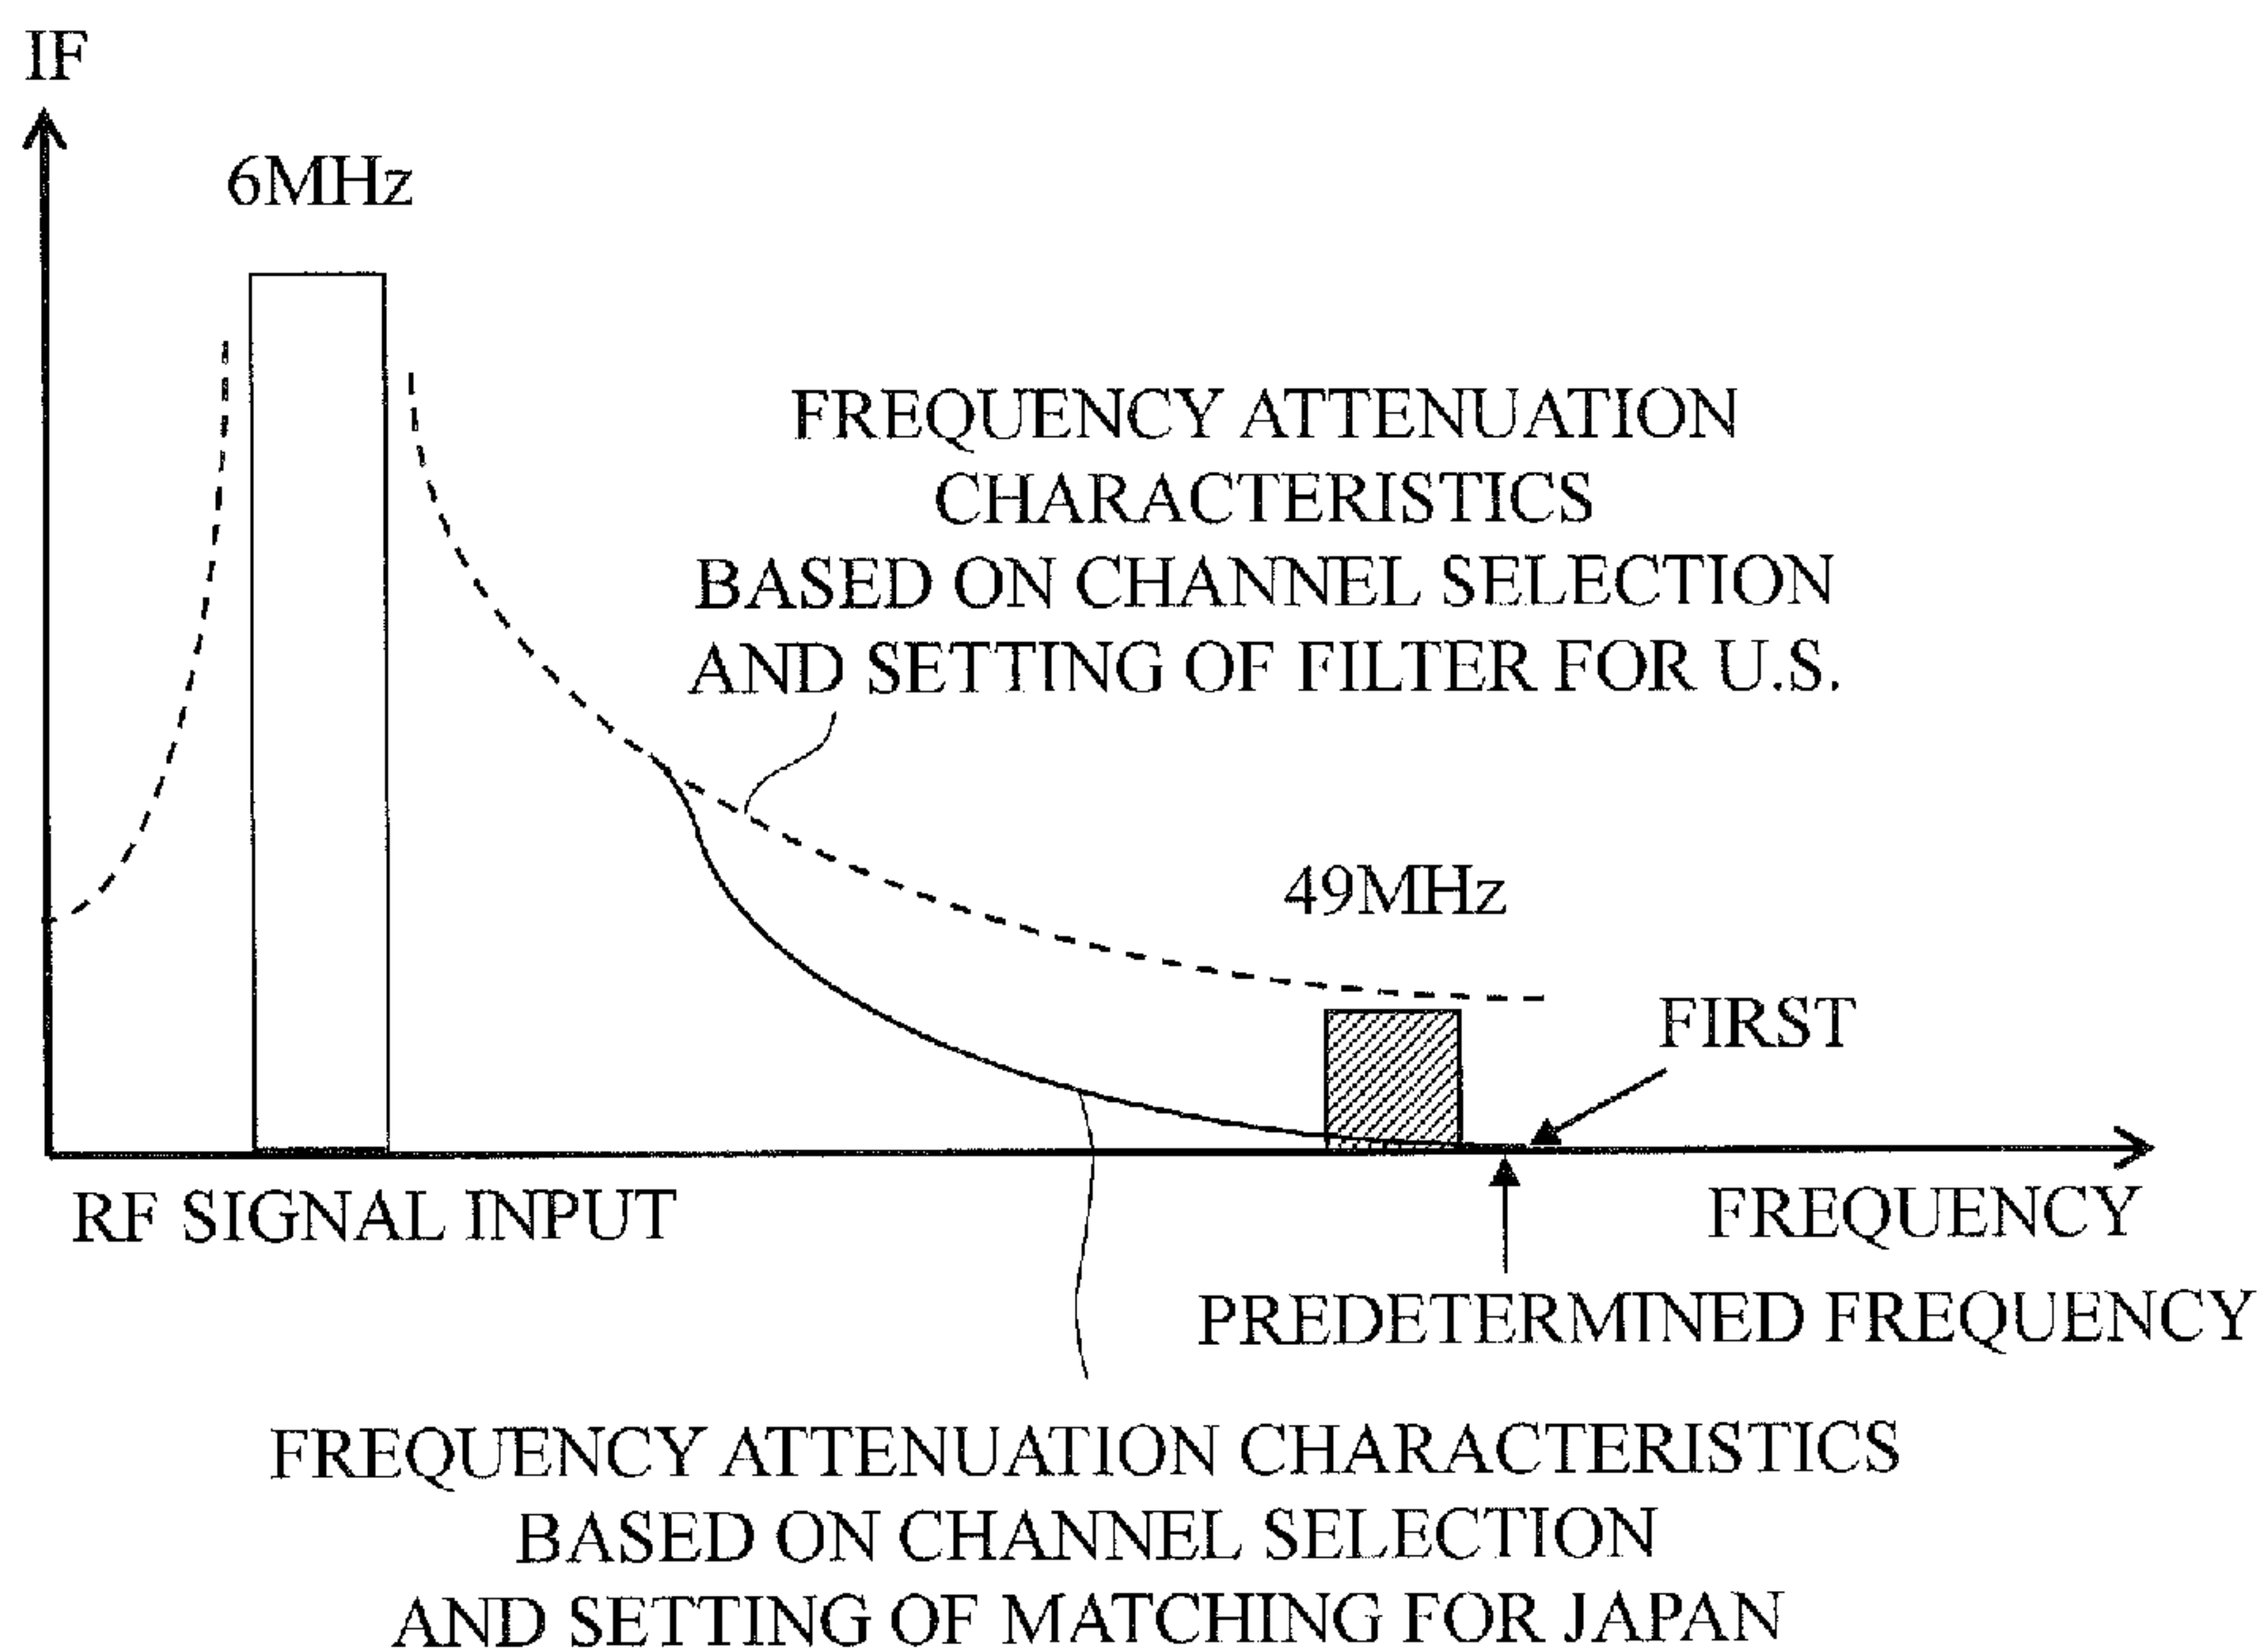 IF
6MHz
FREQUENCY ATTENUATION
CHARACTERISTICS
BASED ON CHANNEL SELECTION
AND SETTING OF FILTER FOR U.S.
49MHz
FIRST
RF SIGNAL INPUT
FREQUENCY
PREDETERMINED FREQUENCY
FREQUENCY ATTENUATION CHARACTERISTICS
BASED ON CHANNEL SELECTION
AND SETTING OF MATCHING FOR JAPAN